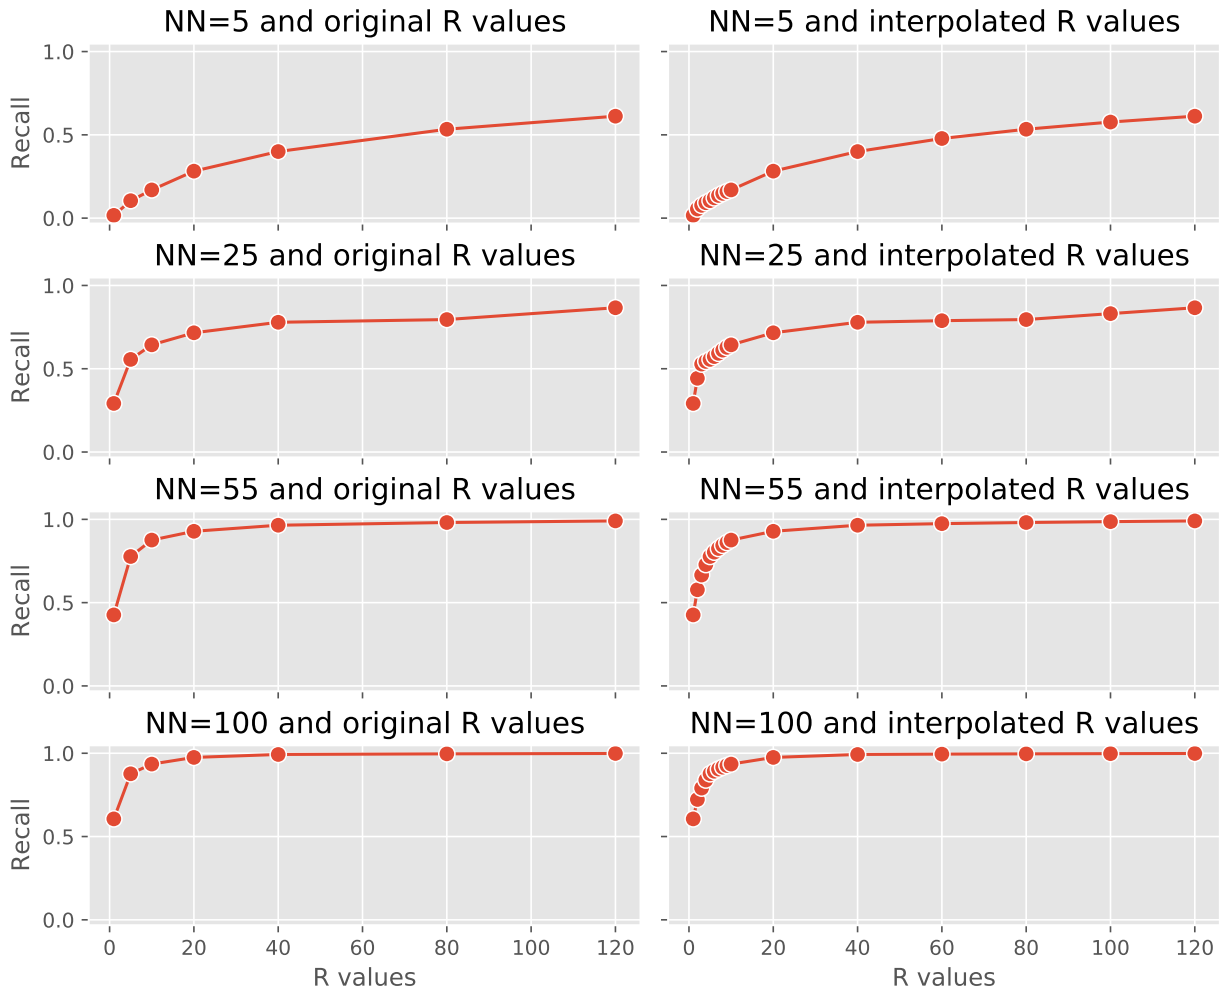 NN=5 and original R values
NN=5 and interpolated R values
1.0
0.5
0.0
Recall
NN=25 and original R values
NN=25 and interpolated R values
1.0
0.5
0.0
Recall
NN=55 and original R values
NN=55 and interpolated R values
1.0
0.5
0.0
Recall
NN=100 and original R values
NN=100 and interpolated R values
1.0
0.5
0.0
Recall
0 20 40 60 80 100 120
0 20 40 60 80 100 120
R values
R values